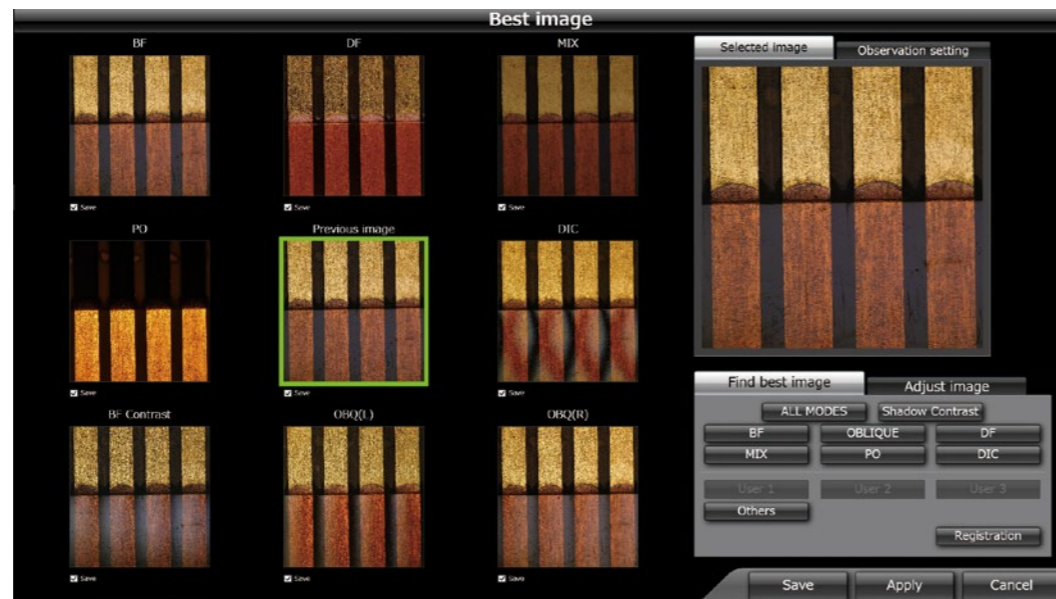 Best image
BF
DF
MIX
Save
Save
Save
PO
Previous image
DIC
Save
Save
Save
BF Contrast
OBQ(L)
OBQ(R)
Save
Save
Save
Selected image
Observation setting
Find best image
Adjust image
ALL MODES
Shadow Contrast
BF
OBLIQUE
DF
MIX
PO
DIC
User 1
User 2
User 3
Others
Registration
Save
Apply
Cancel